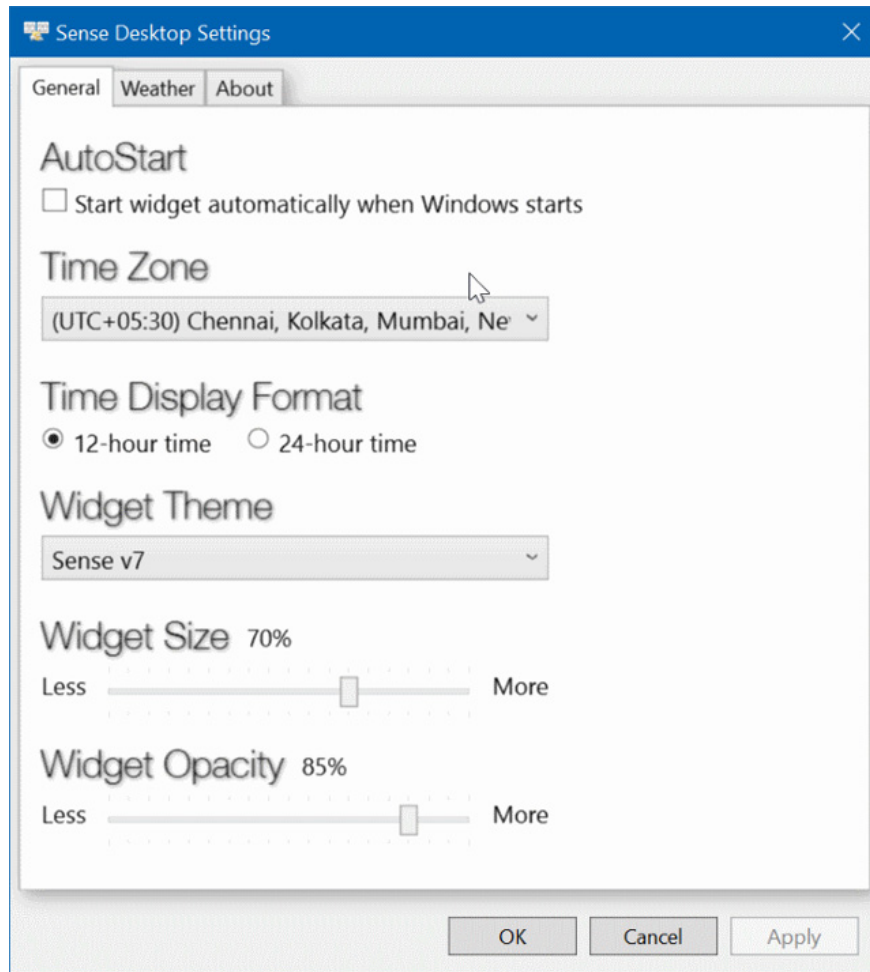 Sense Desktop Settings
General Weather About
AutoStart
Start widget automatically when Windows starts
Time Zone
(UTC+05:30) Chennai, Kolkata, Mumbai, Ne
Time Display Format
12-hour time 24-hour time
Widget Theme
Sense v7
Widget Size 70%
Less More
Widget Opacity 85%
Less More
OK Cancel Apply